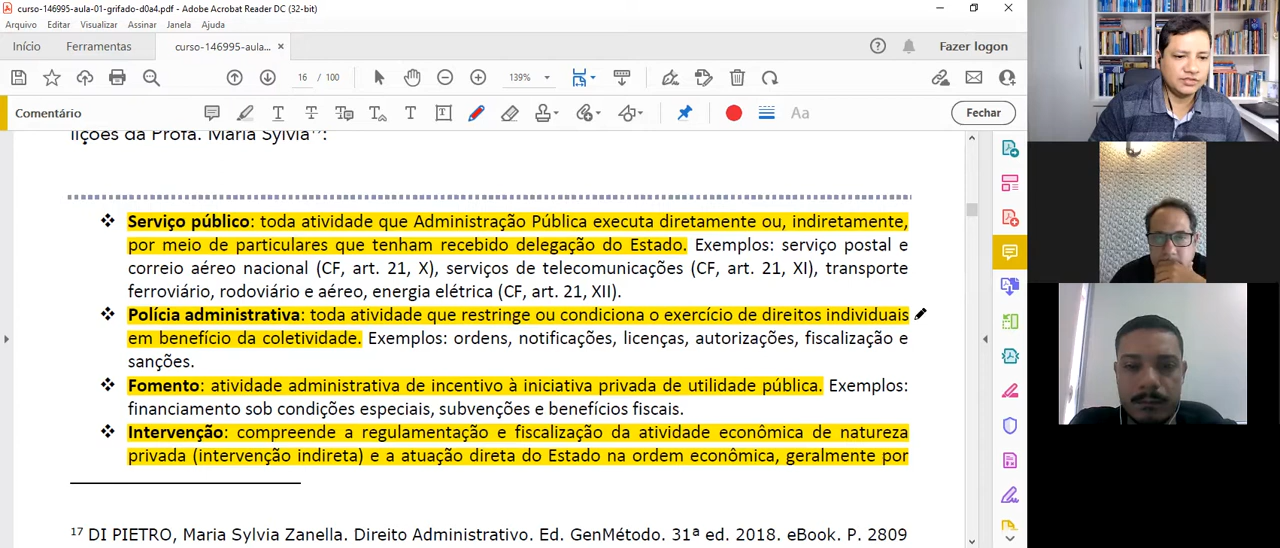 curso-146995-aula-01-grifado-d0a4.pdf - Adobe Acrobat Reader DC (32-bit)
Arquivo Editar Visualizar Assinar Janela Ajuda
Início Ferramentas curso-146995-aula... × Fazer logon
16 / 100 139%
Comentário Aa Fechar
lições da Profa. Maria Sylvia¹⁷:
❖ Serviço público: toda atividade que Administração Pública executa diretamente ou, indiretamente,
por meio de particulares que tenham recebido delegação do Estado. Exemplos: serviço postal e
correio aéreo nacional (CF, art. 21, X), serviços de telecomunicações (CF, art. 21, XI), transporte
ferroviário, rodoviário e aéreo, energia elétrica (CF, art. 21, XII).
❖ Polícia administrativa: toda atividade que restringe ou condiciona o exercício de direitos individuais
em benefício da coletividade. Exemplos: ordens, notificações, licenças, autorizações, fiscalização e
sanções.
❖ Fomento: atividade administrativa de incentivo à iniciativa privada de utilidade pública. Exemplos:
financiamento sob condições especiais, subvenções e benefícios fiscais.
❖ Intervenção: compreende a regulamentação e fiscalização da atividade econômica de natureza
privada (intervenção indireta) e a atuação direta do Estado na ordem econômica, geralmente por
¹⁷ DI PIETRO, Maria Sylvia Zanella. Direito Administrativo. Ed. GenMétodo. 31ª ed. 2018. eBook. P. 2809